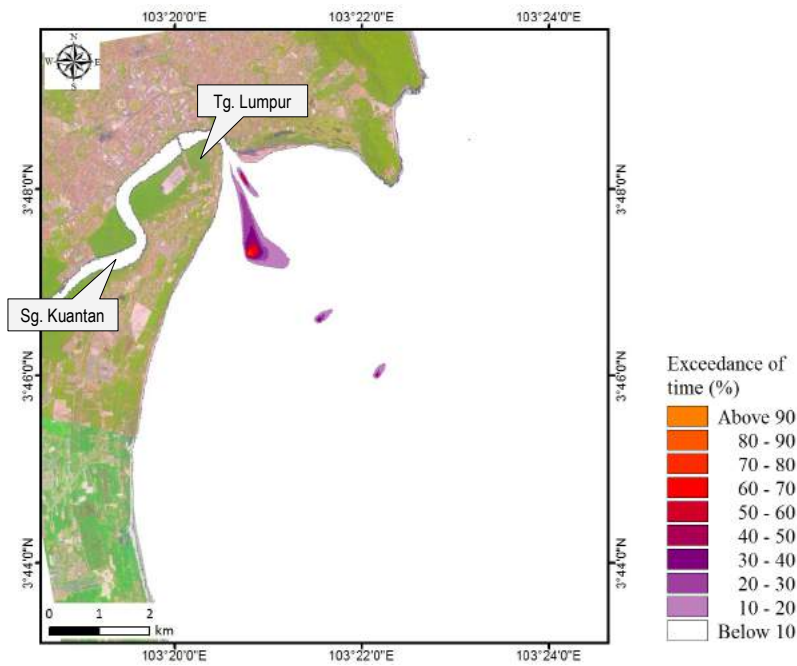 103°20'0"E 103°22'0"E 103°24'0"E
N
W E
S
Tg. Lumpur
3°48'0"N 3°48'0"N
Sg. Kuantan
3°46'0"N 3°46'0"N
3°44'0"N 3°44'0"N
0 1 2
km
103°20'0"E 103°22'0"E 103°24'0"E
Exceedance of
time (%)
Above 90
80 - 90
70 - 80
60 - 70
50 - 60
40 - 50
30 - 40
20 - 30
10 - 20
Below 10